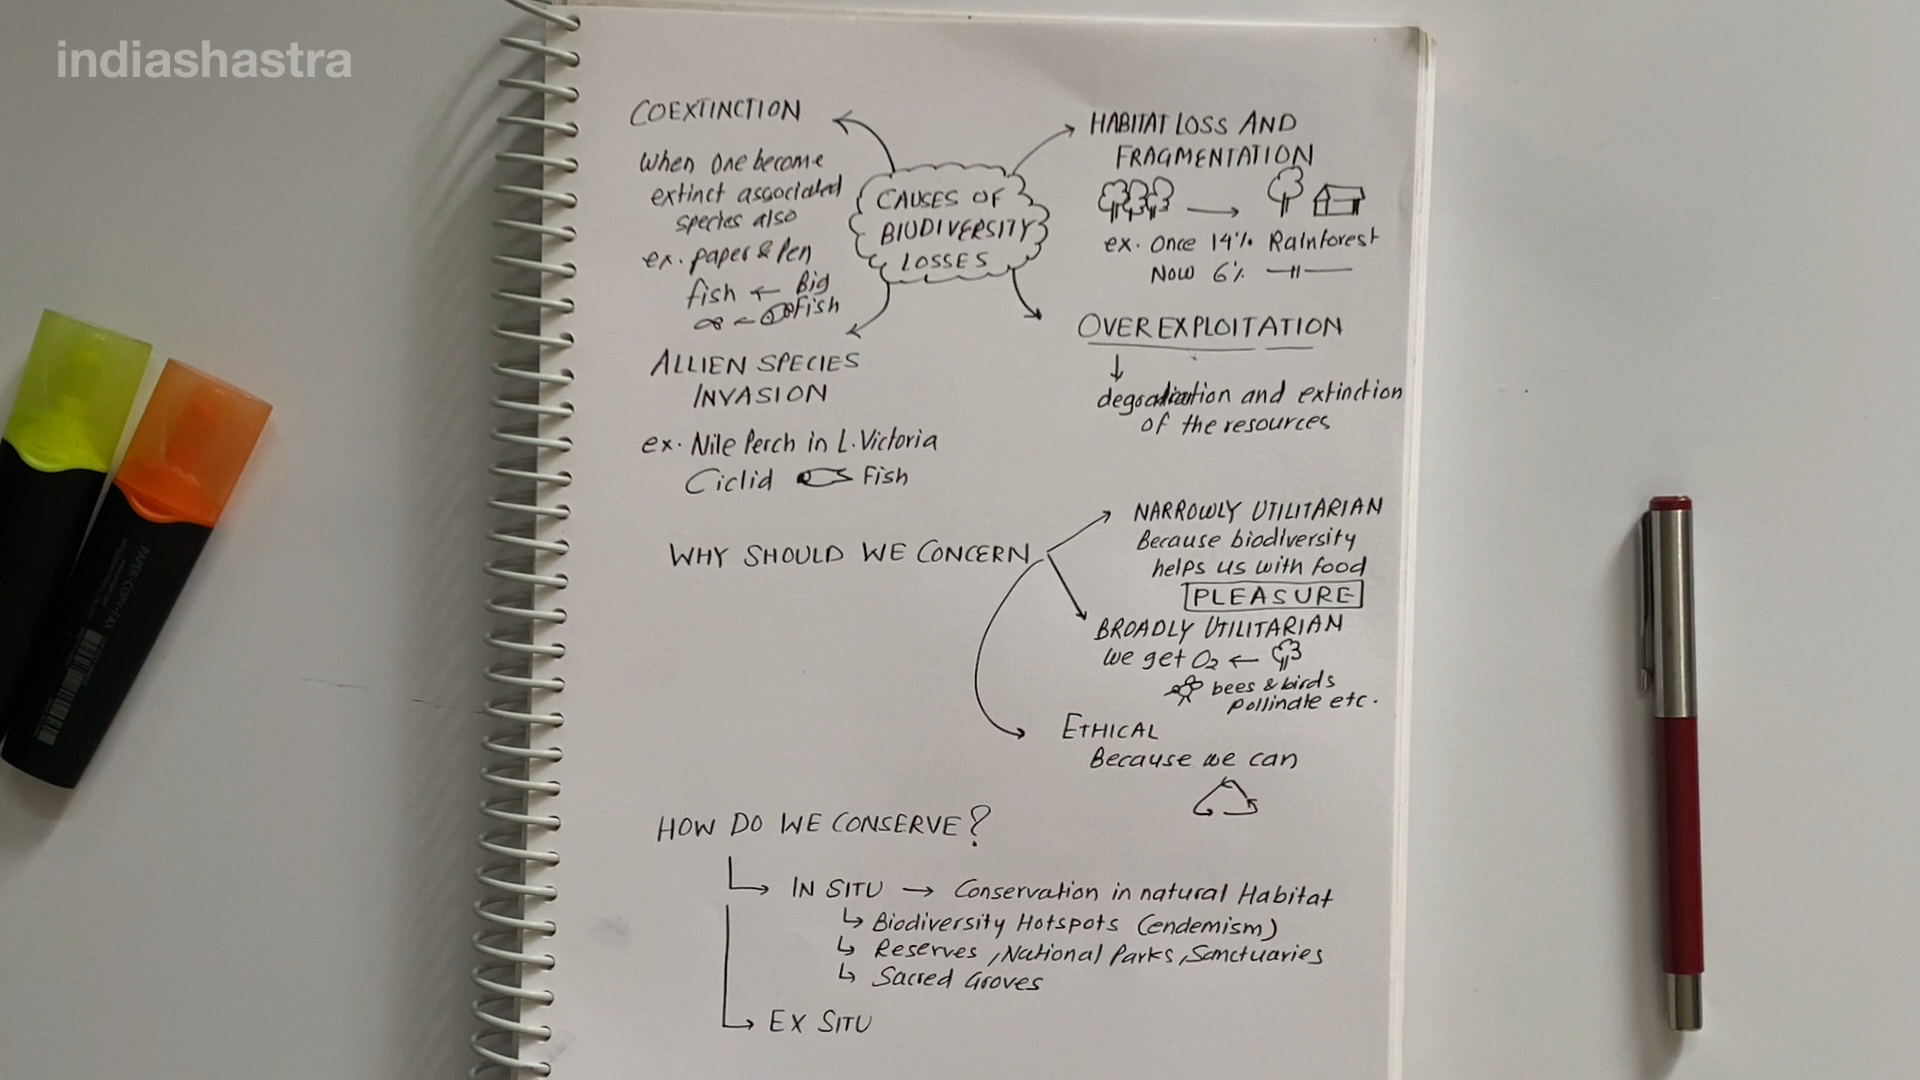 indiashastra
COEXTINCTION
When One become
extinct associated
species also
ex. paper & Pen
fish ← Big
Fish
ALLIEN SPECIES
INVASION
ex. Nile Perch in L. Victoria
Ciclid Fish
CAUSES OF
BIODIVERSITY
LOSSES
HABITAT LOSS AND
FRAGMENTATION
ex. Once 14% Rainforest
Now 6% —||—
OVEREXPLOITATION
degradation and extinction
of the resources
WHY SHOULD WE CONCERN
NARROWLY UTILITARIAN
Because biodiversity
helps us with food
PLEASURE
BROADLY UTILITARIAN
We get O2 ←
bees & birds
Pollinate etc.
ETHICAL
Because we can
HOW DO WE CONSERVE?
IN SITU → Conservation in natural Habitat
↳ Biodiversity Hotspots (endemism)
↳ Reserves, National Parks, Sanctuaries
↳ Sacred Groves
EX SITU